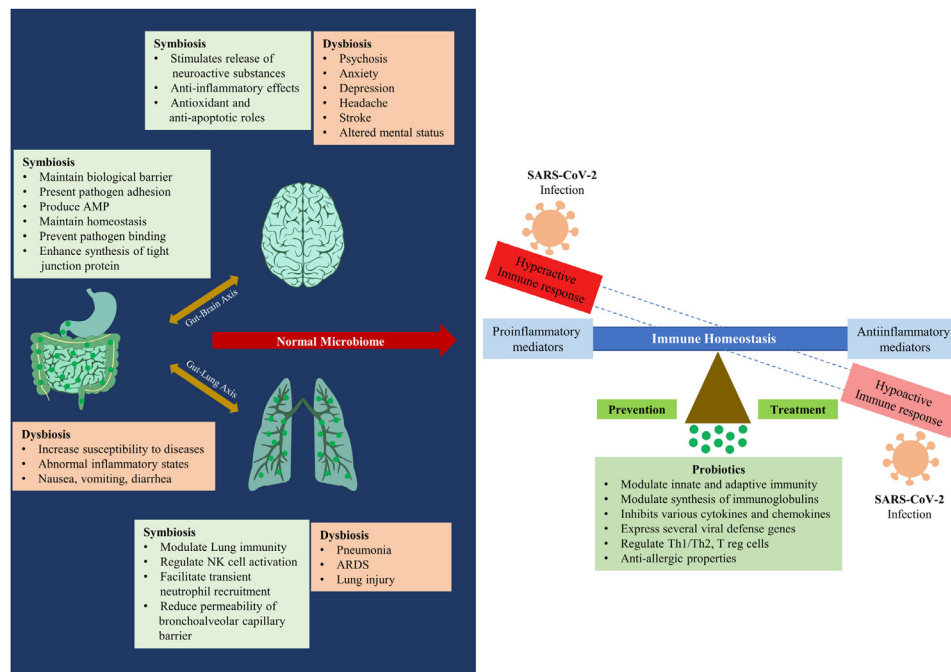 Symbiosis
• Stimulates release of
neuroactive substances
• Anti-inflammatory effects
• Antioxidant and
anti-apoptotic roles
Dysbiosis
• Psychosis
• Anxiety
• Depression
• Headache
• Stroke
• Altered mental status
Symbiosis
• Maintain biological barrier
• Present pathogen adhesion
• Produce AMP
• Maintain homeostasis
• Prevent pathogen binding
• Enhance synthesis of tight
junction protein
Gut-Brain Axis
Normal Microbiome
Gut-Lung Axis
Dysbiosis
• Increase susceptibility to diseases
• Abnormal inflammatory states
• Nausea, vomiting, diarrhea
Symbiosis
• Modulate Lung immunity
• Regulate NK cell activation
• Facilitate transient
neutrophil recruitment
• Reduce permeability of
bronchoalveolar capillary
barrier
Dysbiosis
• Pneumonia
• ARDS
• Lung injury
SARS-CoV-2
Infection
Hyperactive
Immune response
Proinflammatory
mediators
Immune Homeostasis
Antiinflammatory
mediators
Hypoactive
Immune response
Prevention
Treatment
SARS-CoV-2
Infection
Probiotics
• Modulate innate and adaptive immunity
• Modulate synthesis of immunoglobulins
• Inhibits various cytokines and chemokines
• Express several viral defense genes
• Regulate Th1/Th2, T reg cells
• Anti-allergic properties